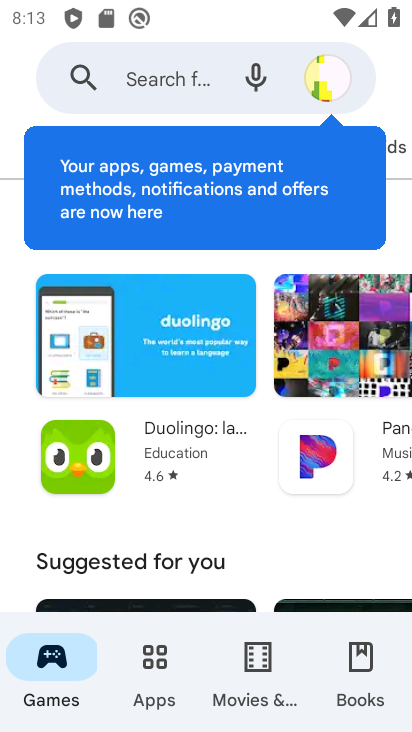 8:13
Search f...
ds
Your apps, games, payment
methods, notifications and offers
are now here
duolingo
The world's most popular way
to learn a language
Duolingo: la...
Education
4.6 ★
Pan
Musi
4.2 ★
Suggested for you
Games
Apps
Movies &...
Books